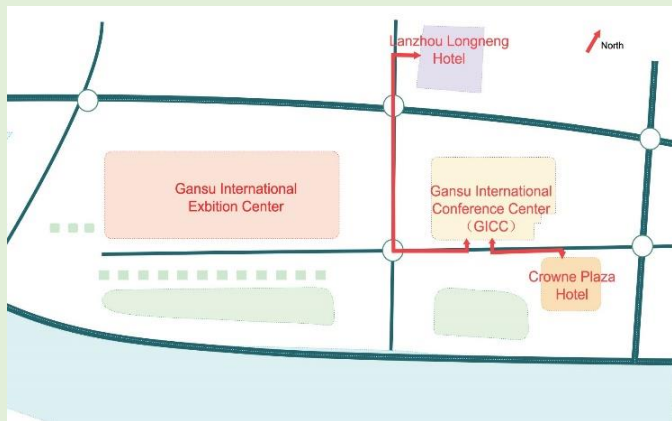 Lanzhou Longneng
Hotel
North
Gansu International
Exbition Center
Gansu International
Conference Center
（GICC）
Crowne Plaza
Hotel